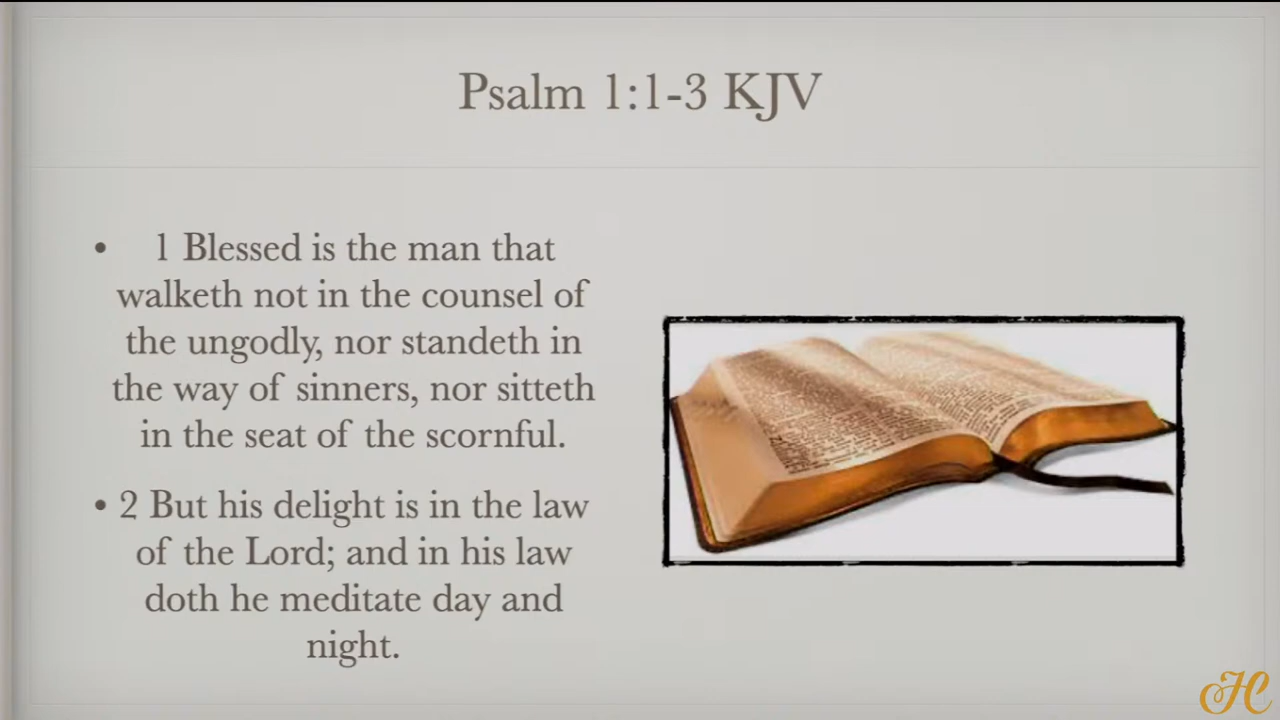 Psalm 1:1-3 KJV
• 1 Blessed is the man that
walketh not in the counsel of
the ungodly, nor standeth in
the way of sinners, nor sitteth
in the seat of the scornful.
• 2 But his delight is in the law
of the Lord; and in his law
doth he meditate day and
night.
HC